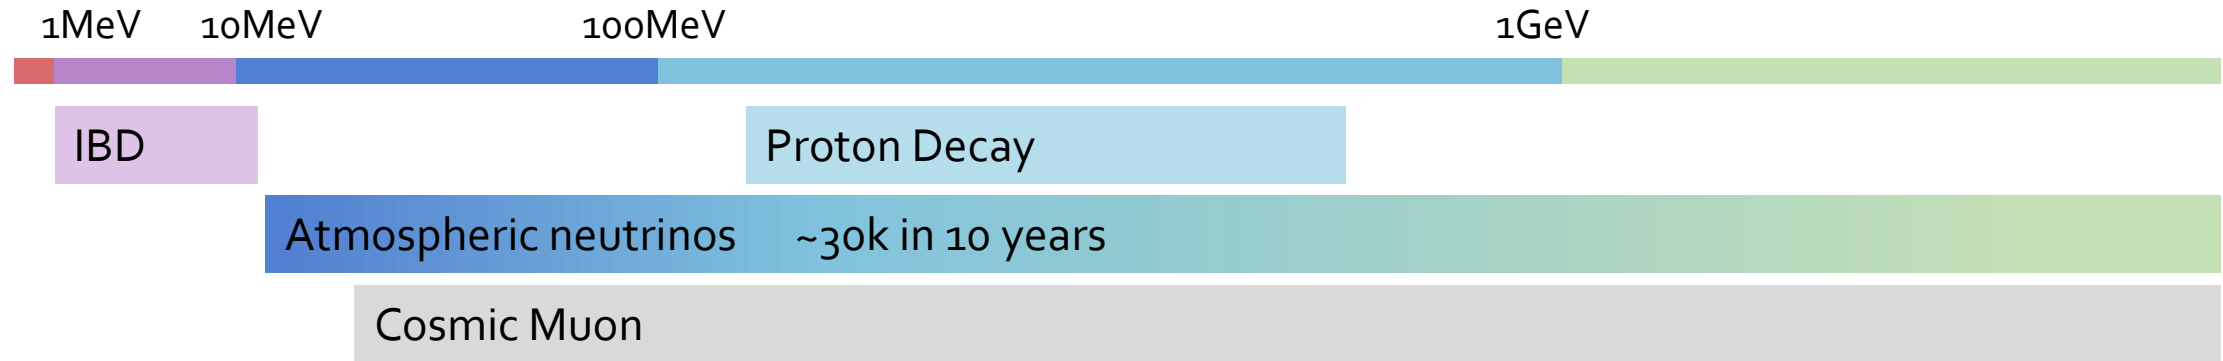 1MeV 10MeV 100MeV 1GeV
IBD Proton Decay
Atmospheric neutrinos ~30k in 10 years
Cosmic Muon